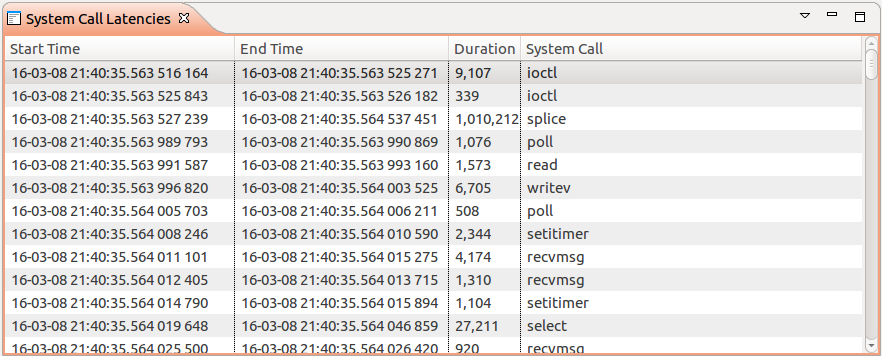 System Call Latencies
Start Time End Time Duration System Call
16-03-08 21:40:35.563 516 164 16-03-08 21:40:35.563 525 271 9,107 ioctl
16-03-08 21:40:35.563 525 843 16-03-08 21:40:35.563 526 182 339 ioctl
16-03-08 21:40:35.563 527 239 16-03-08 21:40:35.564 537 451 1,010,212 splice
16-03-08 21:40:35.563 989 793 16-03-08 21:40:35.563 990 869 1,076 poll
16-03-08 21:40:35.563 991 587 16-03-08 21:40:35.563 993 160 1,573 read
16-03-08 21:40:35.563 996 820 16-03-08 21:40:35.564 003 525 6,705 writev
16-03-08 21:40:35.564 005 703 16-03-08 21:40:35.564 006 211 508 poll
16-03-08 21:40:35.564 008 246 16-03-08 21:40:35.564 010 590 2,344 setitimer
16-03-08 21:40:35.564 011 101 16-03-08 21:40:35.564 015 275 4,174 recvmsg
16-03-08 21:40:35.564 012 405 16-03-08 21:40:35.564 013 715 1,310 recvmsg
16-03-08 21:40:35.564 014 790 16-03-08 21:40:35.564 015 894 1,104 setitimer
16-03-08 21:40:35.564 019 648 16-03-08 21:40:35.564 046 859 27,211 select
16-03-08 21:40:35.564 025 500 16-03-08 21:40:35.564 026 420 920 recvmsg